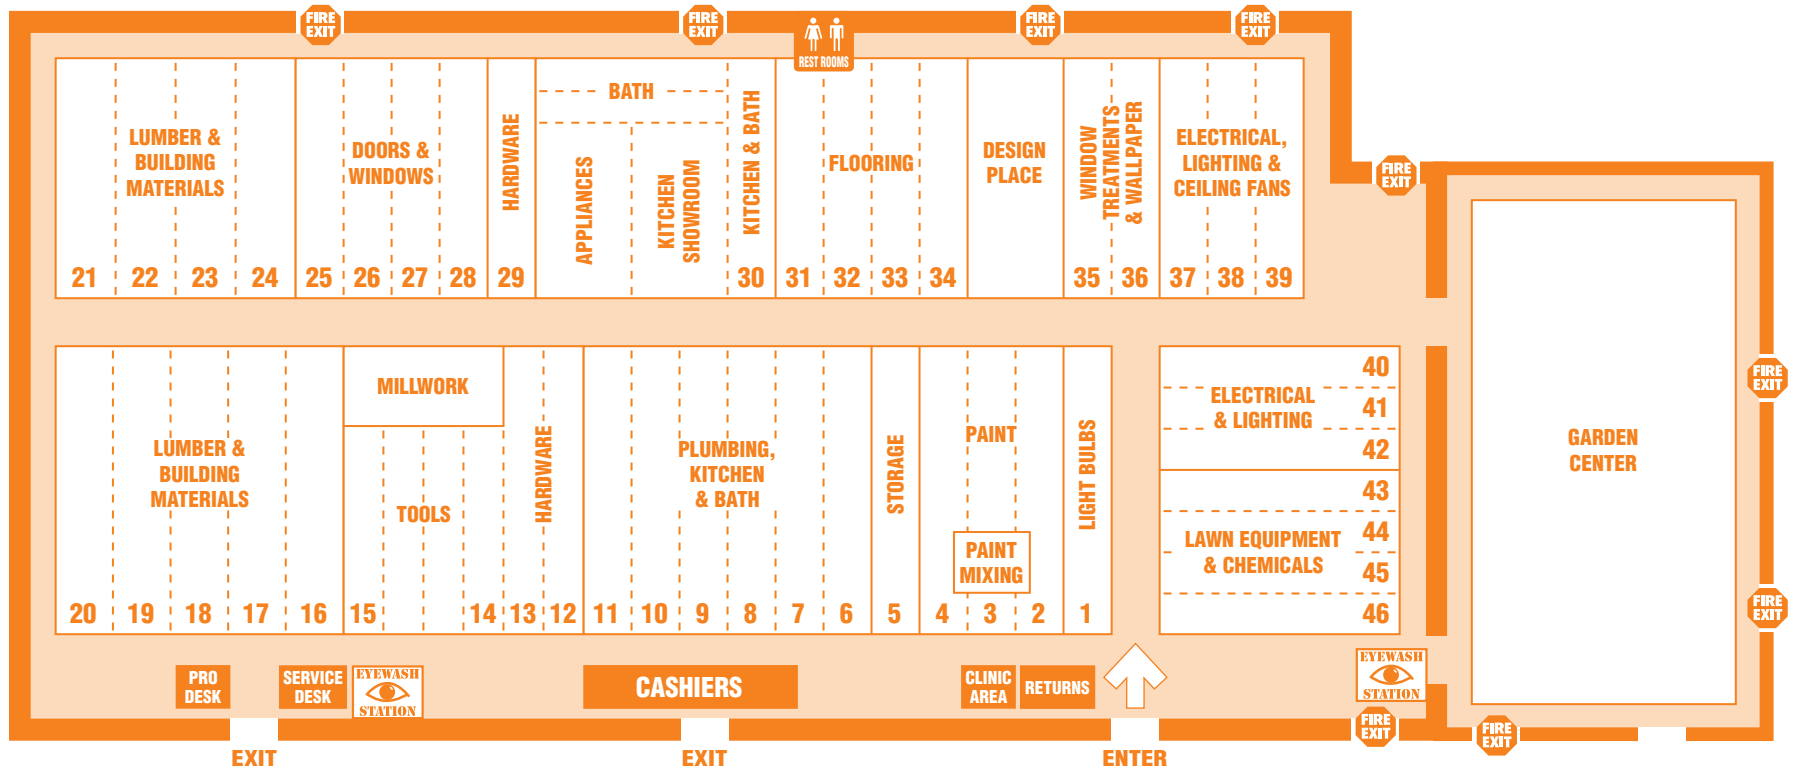 FIRE
EXIT
FIRE
EXIT
FIRE
EXIT
FIRE
EXIT
REST ROOMS
LUMBER &
BUILDING
MATERIALS
DOORS &
WINDOWS
HARDWARE
BATH
APPLIANCES
KITCHEN
SHOWROOM
KITCHEN & BATH
FLOORING
DESIGN
PLACE
WINDOW
TREATMENTS
& WALLPAPER
ELECTRICAL,
LIGHTING &
CEILING FANS
FIRE
EXIT
21 22 23 24 25 26 27 28 29 30 31 32 33 34 35 36 37 38 39
LUMBER &
BUILDING
MATERIALS
MILLWORK
TOOLS
HARDWARE
PLUMBING,
KITCHEN
& BATH
STORAGE
PAINT
PAINT
MIXING
LIGHT BULBS
20 19 18 17 16 15 14 13 12 11 10 9 8 7 6 5 4 3 2 1
40
ELECTRICAL
& LIGHTING
41
42
43
44
LAWN EQUIPMENT
& CHEMICALS
45
46
GARDEN
CENTER
FIRE
EXIT
FIRE
EXIT
PRO
DESK
SERVICE
DESK
EYEWASH
STATION
CASHIERS
CLINIC
AREA
RETURNS
EYEWASH
STATION
FIRE
EXIT
FIRE
EXIT
EXIT
EXIT
ENTER